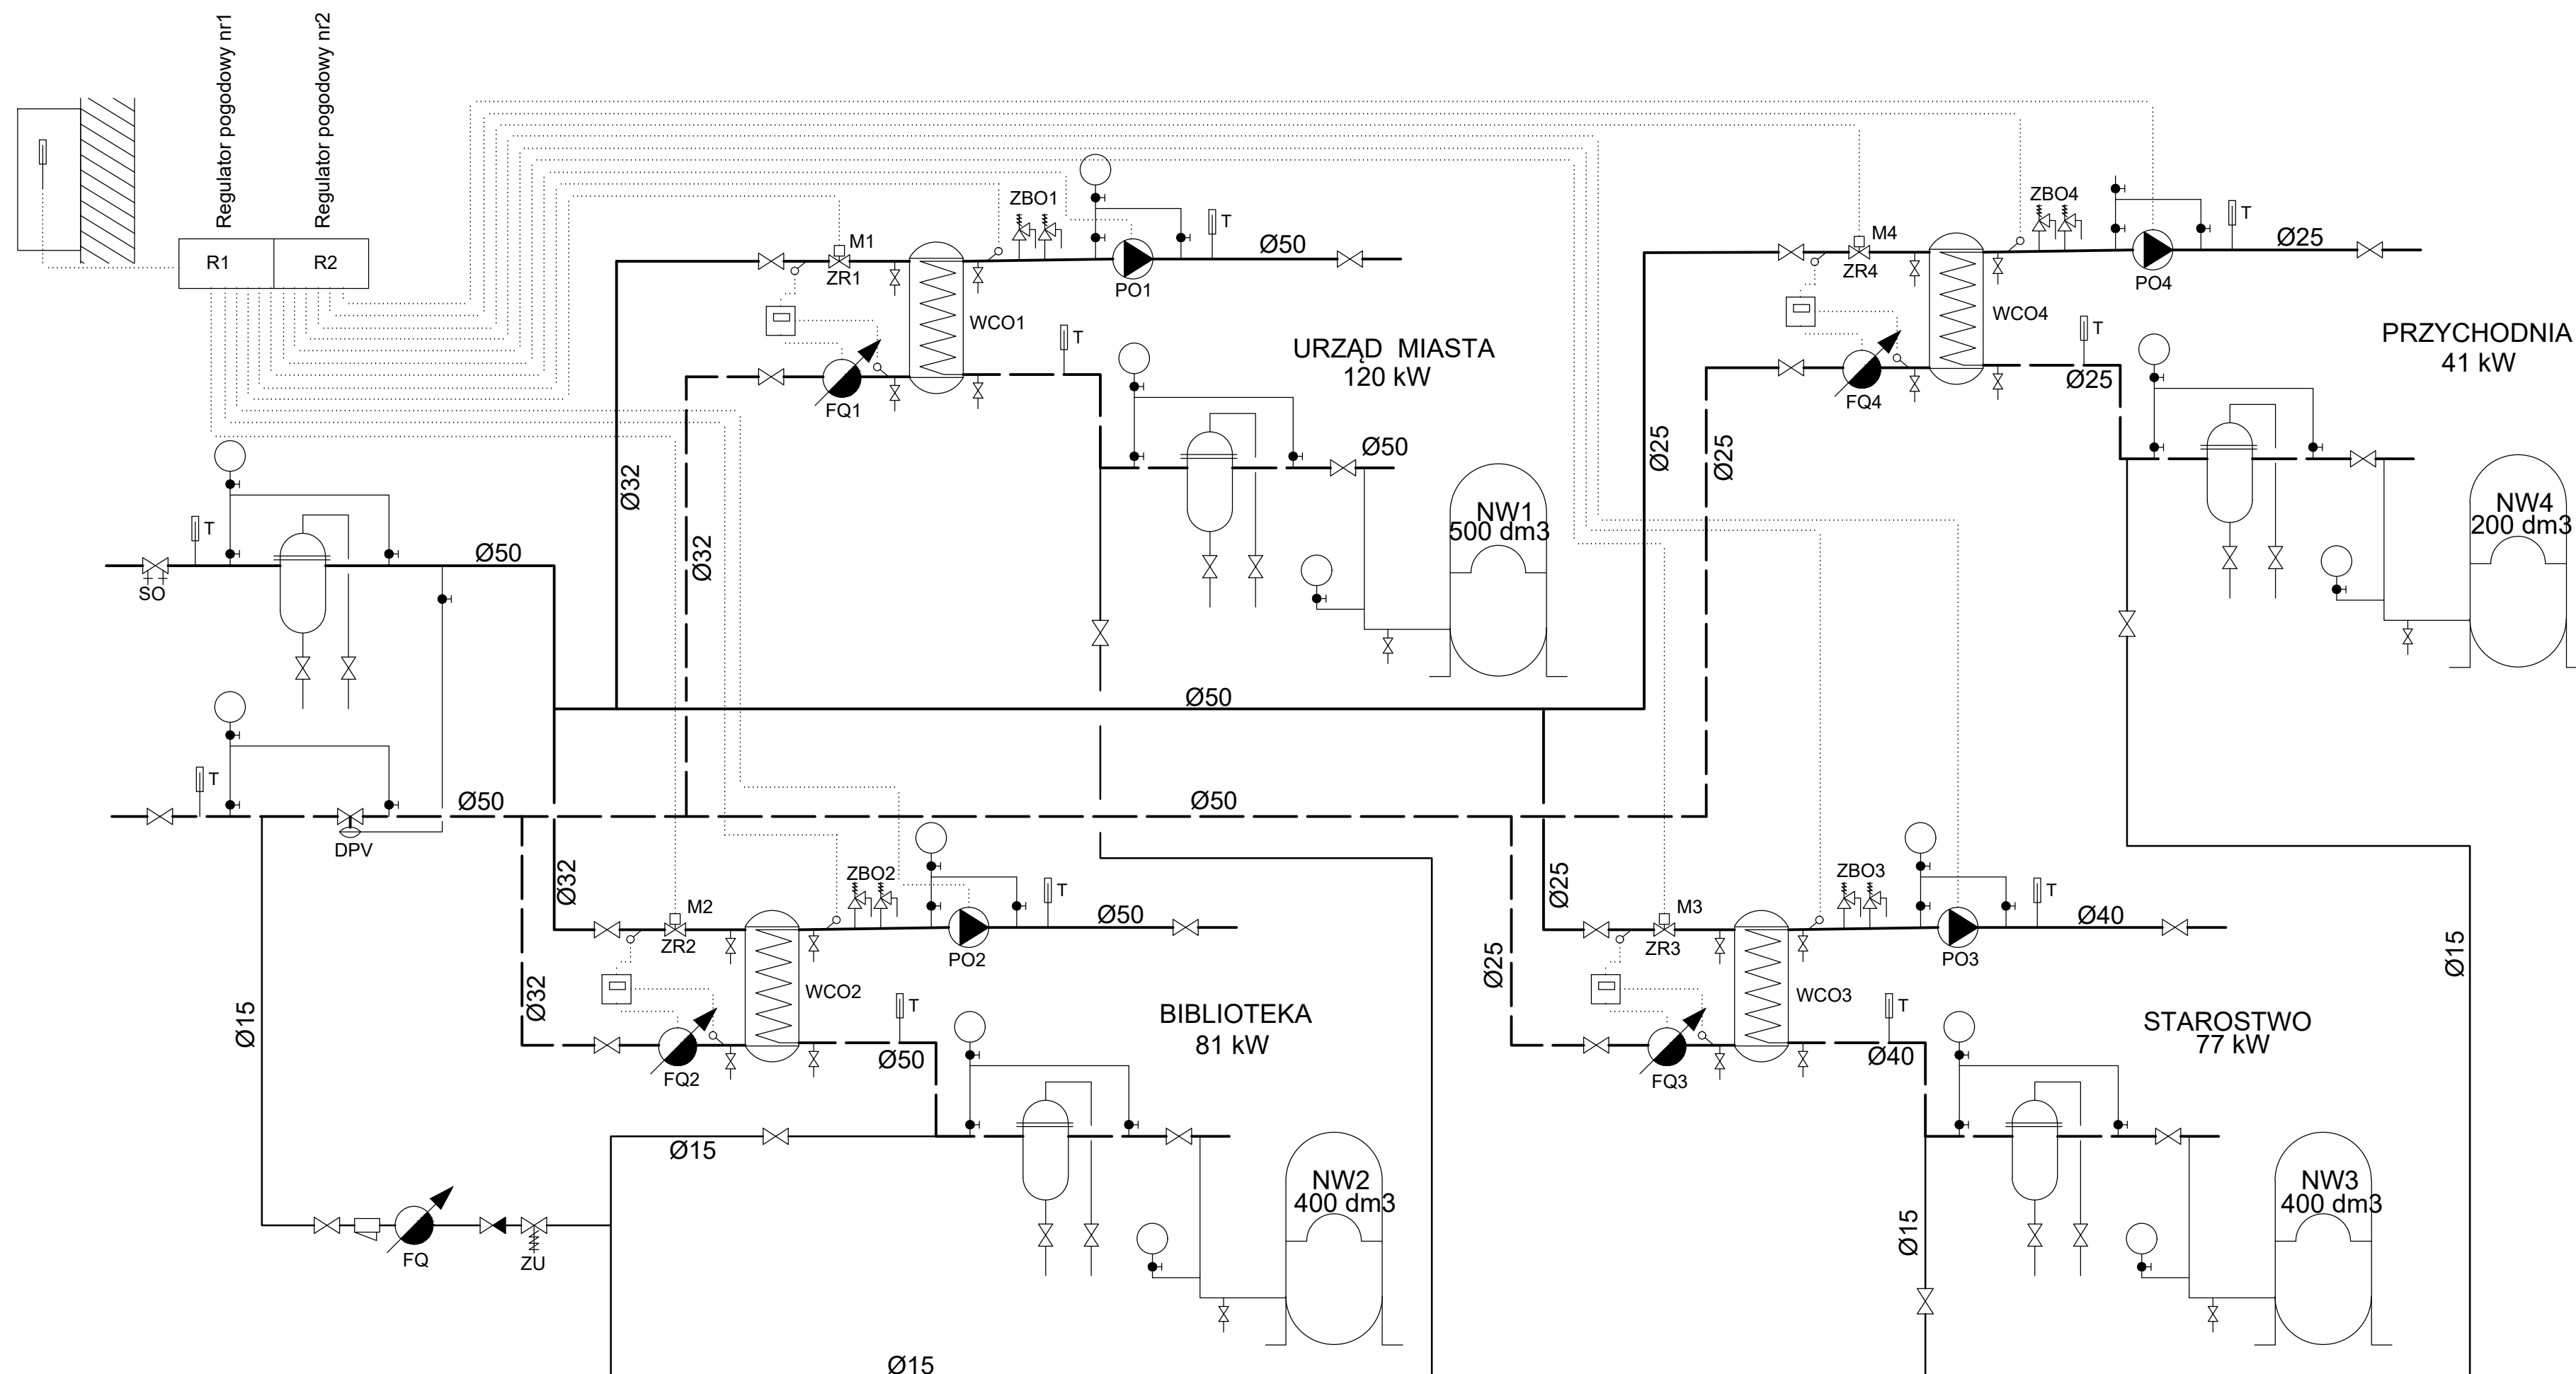 Regulator pogodowy nr1
Regulator pogodowy nr2
R1
R2
M1
ZR1
ZBO1
T
PO1
Ø50
WCO1
T
FQ1
URZĄD MIASTA
120 kW
Ø50
NW1
500 dm3
Ø32
Ø32
M4
ZR4
ZBO4
T
PO4
Ø25
WCO4
T
FQ4
Ø25
PRZYCHODNIA
41 kW
NW4
200 dm3
Ø25
Ø25
T
SO
Ø50
Ø50
T
DPV
Ø50
Ø50
Ø32
Ø32
M2
ZR2
ZBO2
T
PO2
Ø50
WCO2
T
FQ2
Ø50
BIBLIOTEKA
81 kW
NW2
400 dm3
Ø15
Ø25
Ø25
M3
ZR3
ZBO3
T
PO3
Ø40
WCO3
T
FQ3
Ø40
STAROSTWO
77 kW
NW3
400 dm3
Ø15
Ø15
Ø15
FQ
ZU
Ø15